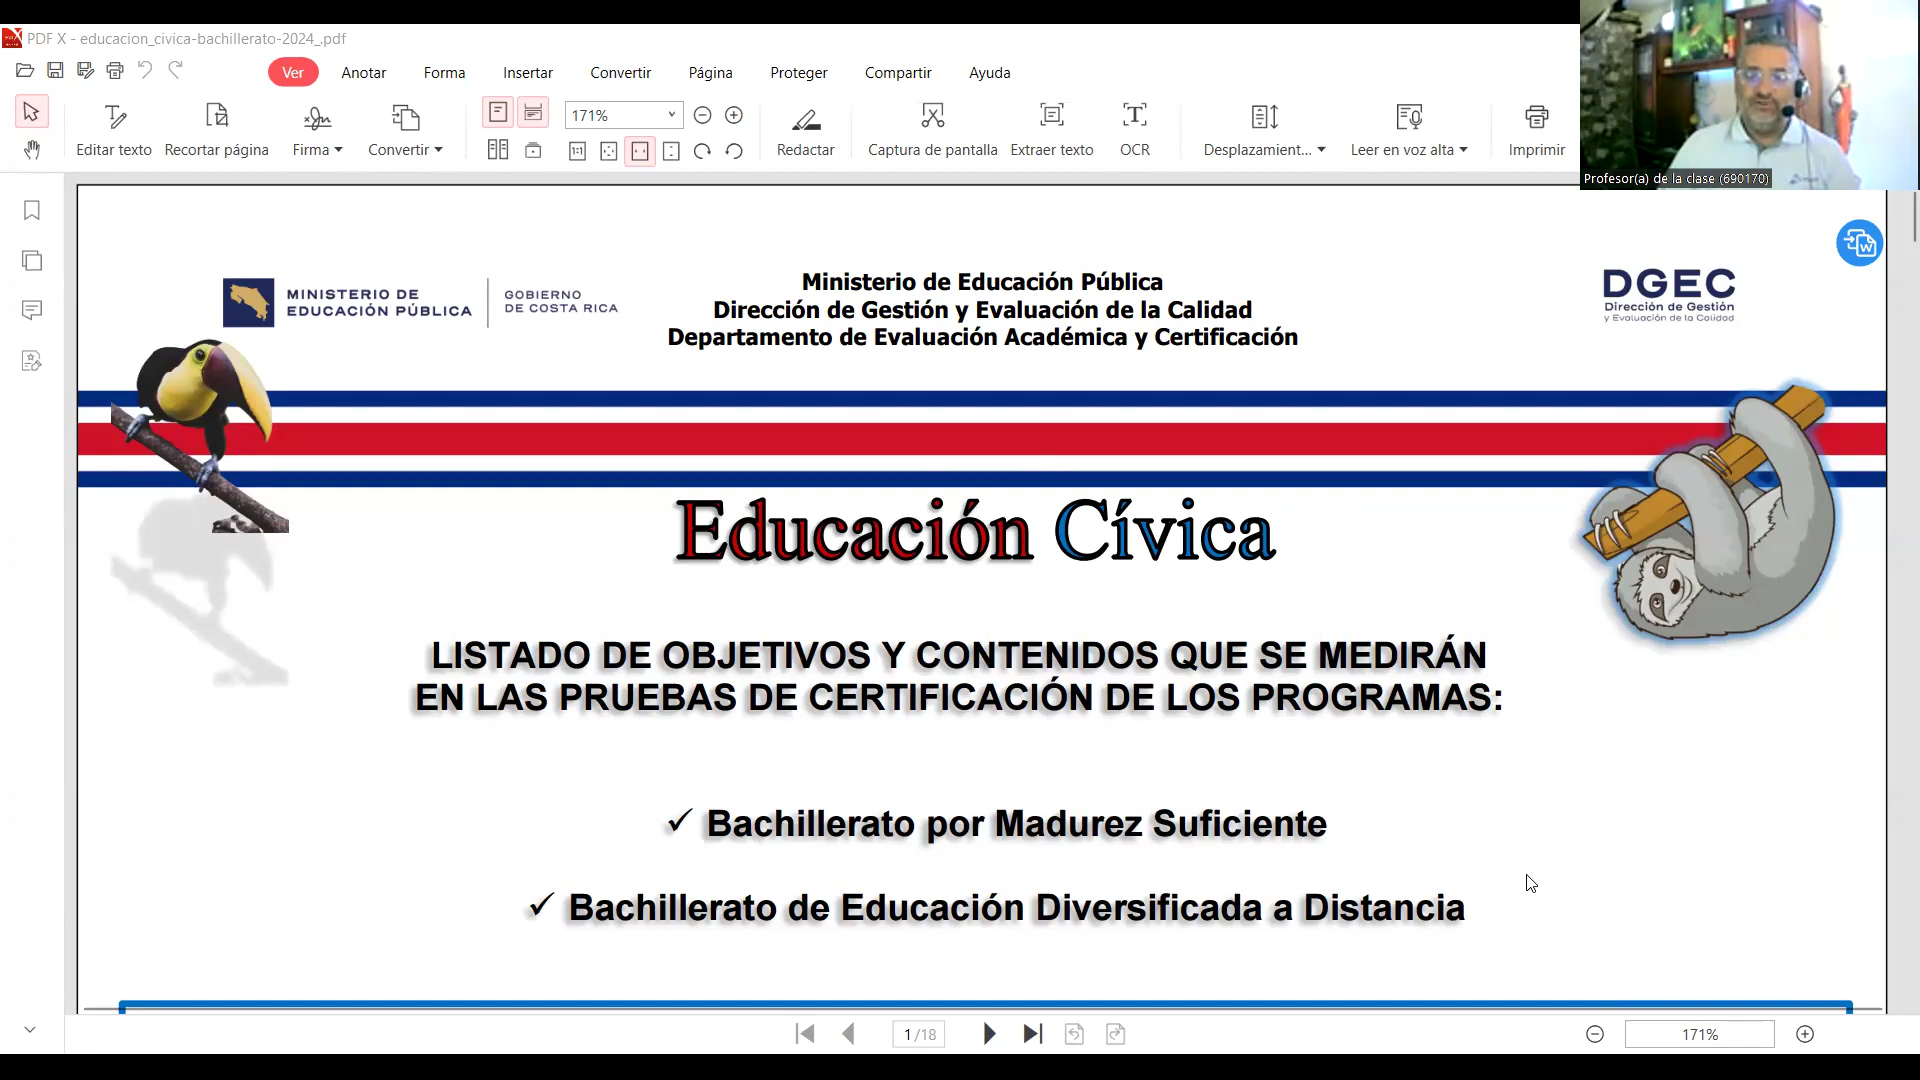 PDF X - educacion_civica-bachillerato-2024_.pdf
Ver Anotar Forma Insertar Convertir Página Proteger Compartir Ayuda
171%
Editar texto Recortar página Firma Convertir Redactar Captura de pantalla Extraer texto OCR Desplazamient... Leer en voz alta Imprimir
Profesor(a) de la clase (690170)
MINISTERIO DE
EDUCACIÓN PÚBLICA
GOBIERNO
DE COSTA RICA
Ministerio de Educación Pública
Dirección de Gestión y Evaluación de la Calidad
Departamento de Evaluación Académica y Certificación
DGEC
Dirección de Gestión
y Evaluación de la Calidad
Educación Cívica
LISTADO DE OBJETIVOS Y CONTENIDOS QUE SE MEDIRÁN
EN LAS PRUEBAS DE CERTIFICACIÓN DE LOS PROGRAMAS:
✓ Bachillerato por Madurez Suficiente
✓ Bachillerato de Educación Diversificada a Distancia
1/18
171%